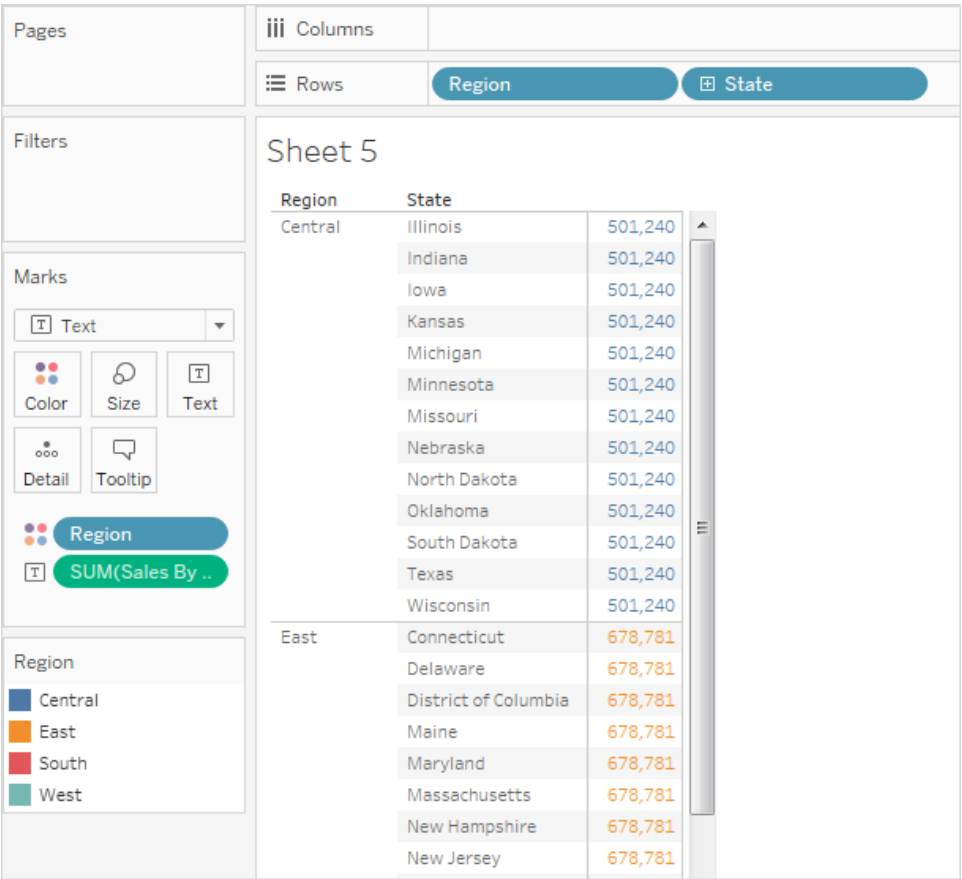 Pages
Columns
Rows Region State
Filters
Marks
Text
Color Size Text
Detail Tooltip
Region
SUM(Sales By ..
Region
Central
East
South
West
Sheet 5
Region State
Central Illinois 501,240
Indiana 501,240
Iowa 501,240
Kansas 501,240
Michigan 501,240
Minnesota 501,240
Missouri 501,240
Nebraska 501,240
North Dakota 501,240
Oklahoma 501,240
South Dakota 501,240
Texas 501,240
Wisconsin 501,240
East Connecticut 678,781
Delaware 678,781
District of Columbia 678,781
Maine 678,781
Maryland 678,781
Massachusetts 678,781
New Hampshire 678,781
New Jersey 678,781